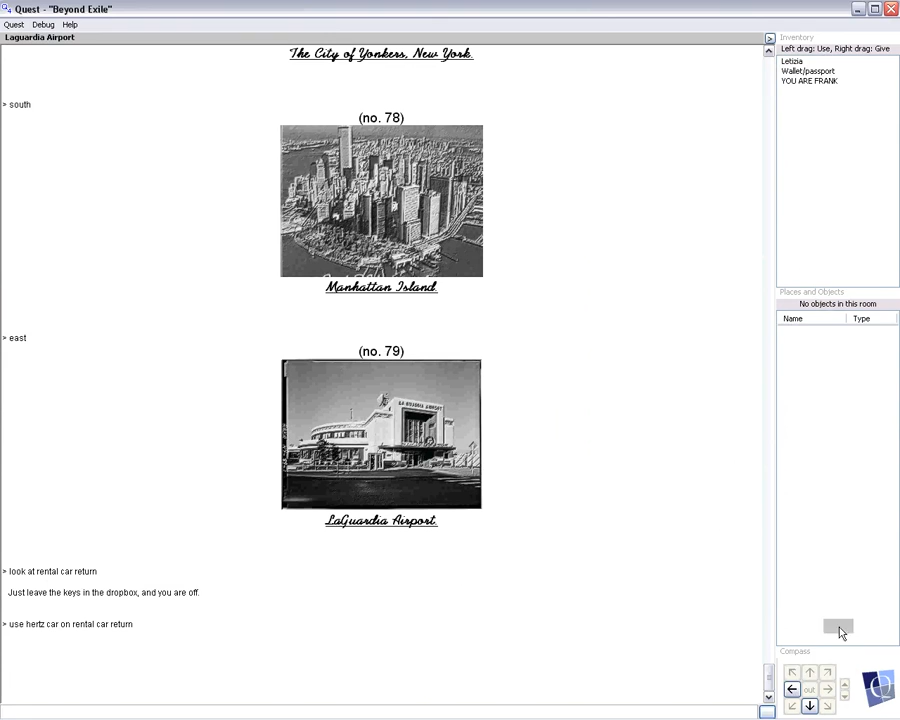 Quest - "Beyond Exile"
Quest Debug Help
Laguardia Airport
The City of Yonkers, New York.
> south
(no. 78)
Manhattan Island.
> east
(no. 79)
LA GUARDIA AIRPORT
LaGuardia Airport.
> look at rental car return
Just leave the keys in the dropbox, and you are off.
> use hertz car on rental car return
Inventory
Left drag: Use, Right drag: Give
Letizia
Wallet/passport
YOU ARE FRANK
Places and Objects
No objects in this room
Name Type
Compass
out